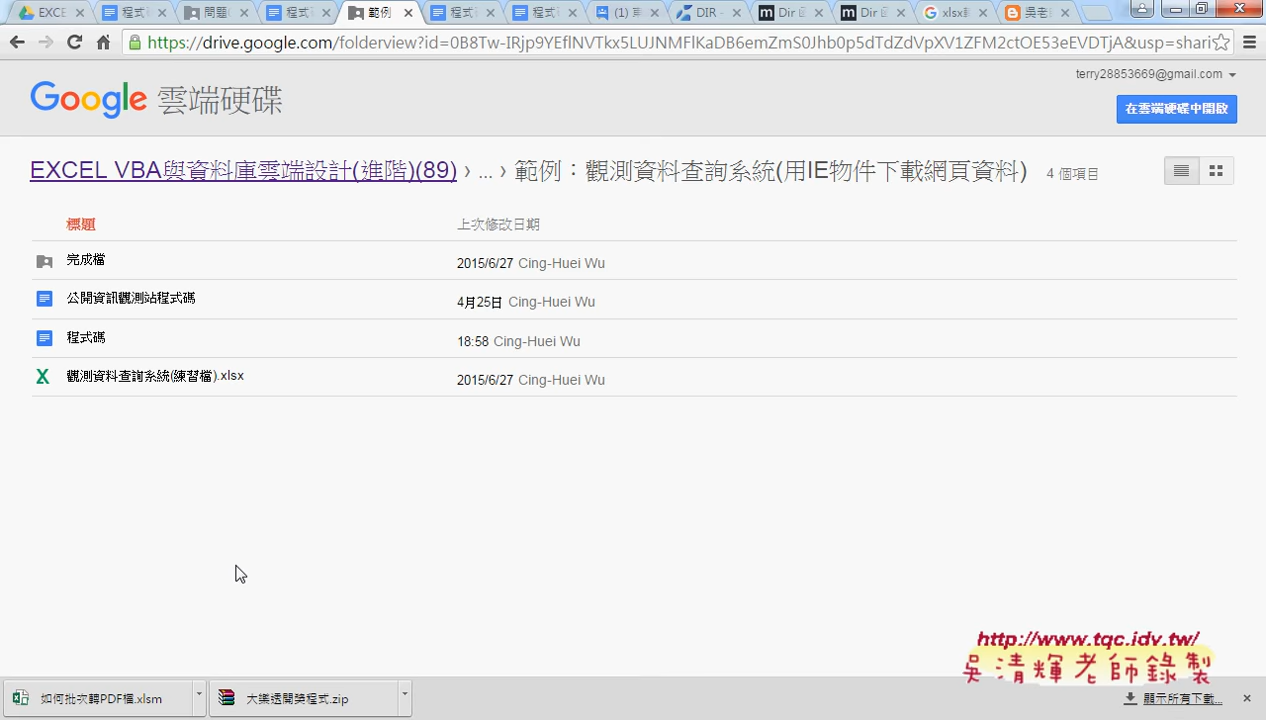 EXCE
程式
問題
程式
範例
程式
程式
(1) 東
DIR -
Dir
Dir
xlsx
吳老
https://drive.google.com/folderview?id=0B8Tw-IRjp9YEflNVTkx5LUJNMFlKaDB6emZmS0Jhb0p5dTdZdVpXV1ZFM2ctOE53eEVDTjA&usp=shari
terry28853669@gmail.com
Google 雲端硬碟
在雲端硬碟中開啟
EXCEL VBA與資料庫雲端設計(進階)(89) › ... › 範例：觀測資料查詢系統(用IE物件下載網頁資料) 4 個項目
標題 上次修改日期
完成檔 2015/6/27 Cing-Huei Wu
公開資訊觀測站程式碼 4月25日 Cing-Huei Wu
程式碼 18:58 Cing-Huei Wu
觀測資料查詢系統(練習檔).xlsx 2015/6/27 Cing-Huei Wu
http://www.tqc.idv.tw/
吳清輝老師錄製
如何批次轉PDF檔.xlsm
大樂透開獎程式.zip
顯示所有下載...